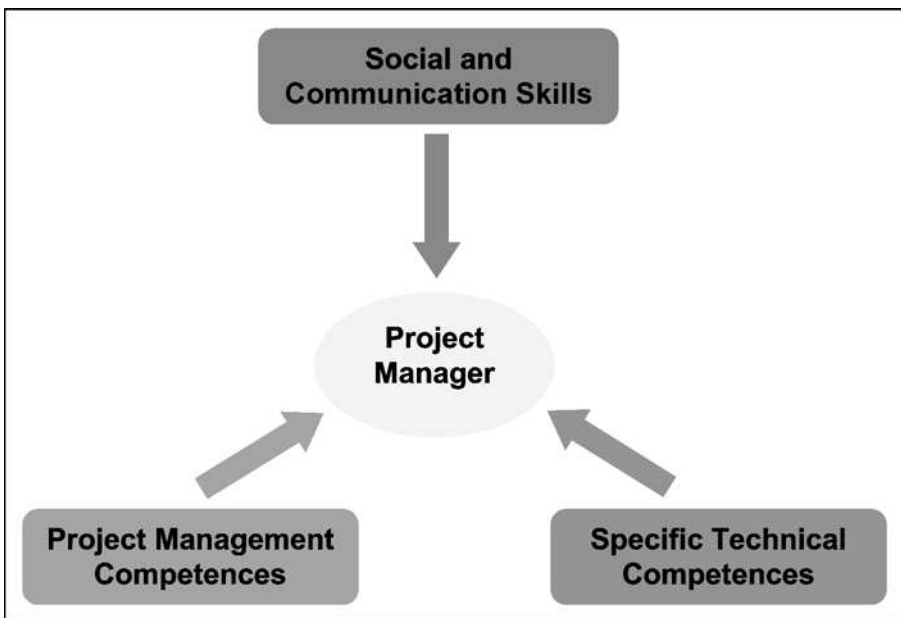 Social and
Communication Skills
Project
Manager
Project Management
Competences
Specific Technical
Competences